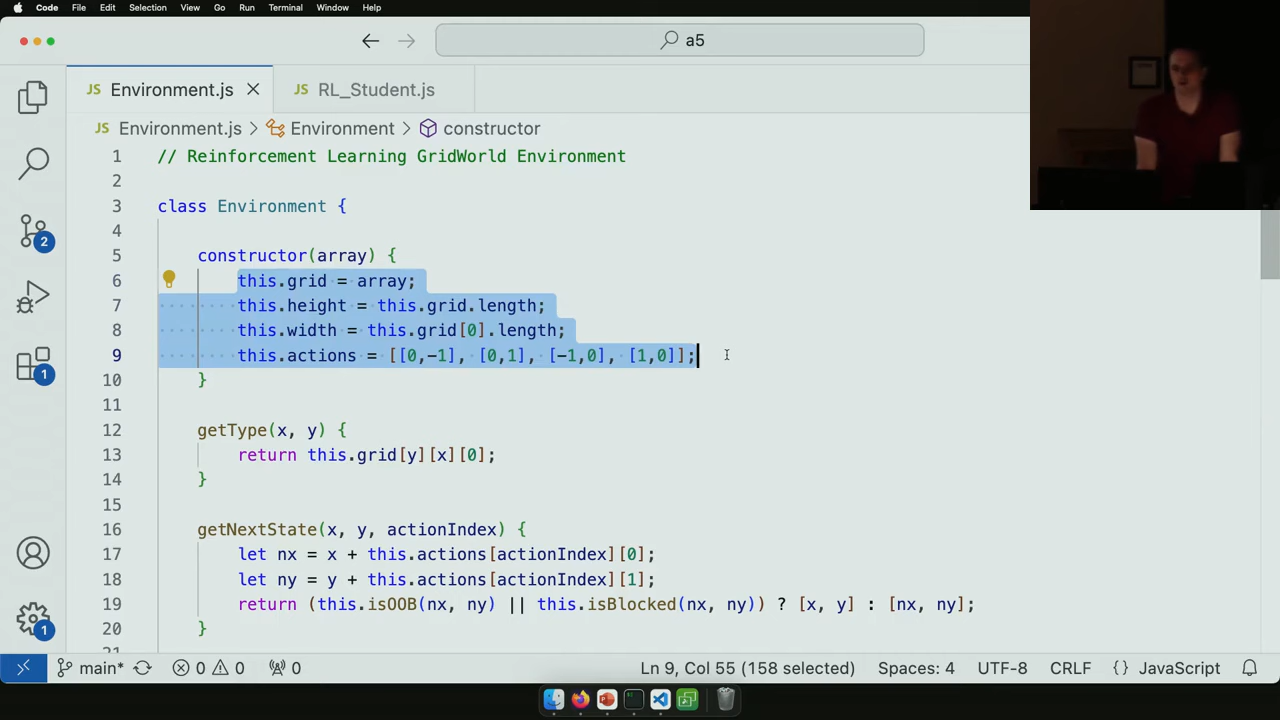 Code File Edit Selection View Go Run Terminal Window Help
a5
JS Environment.js
JS RL_Student.js
JS Environment.js > Environment > constructor
1 // Reinforcement Learning GridWorld Environment
2
3 class Environment {
4
5 constructor(array) {
6 this.grid = array;
7 ········this.height = this.grid.length;
8 ········this.width = this.grid[0].length;
9 ········this.actions = [[0,-1], [0,1], [-1,0], [1,0]];
10 }
11
12 getType(x, y) {
13 return this.grid[y][x][0];
14 }
15
16 getNextState(x, y, actionIndex) {
17 let nx = x + this.actions[actionIndex][0];
18 let ny = y + this.actions[actionIndex][1];
19 return (this.isOOB(nx, ny) || this.isBlocked(nx, ny)) ? [x, y] : [nx, ny];
20 }
21
2
1
1
main* 0 0 0 Ln 9, Col 55 (158 selected) Spaces: 4 UTF-8 CRLF {} JavaScript